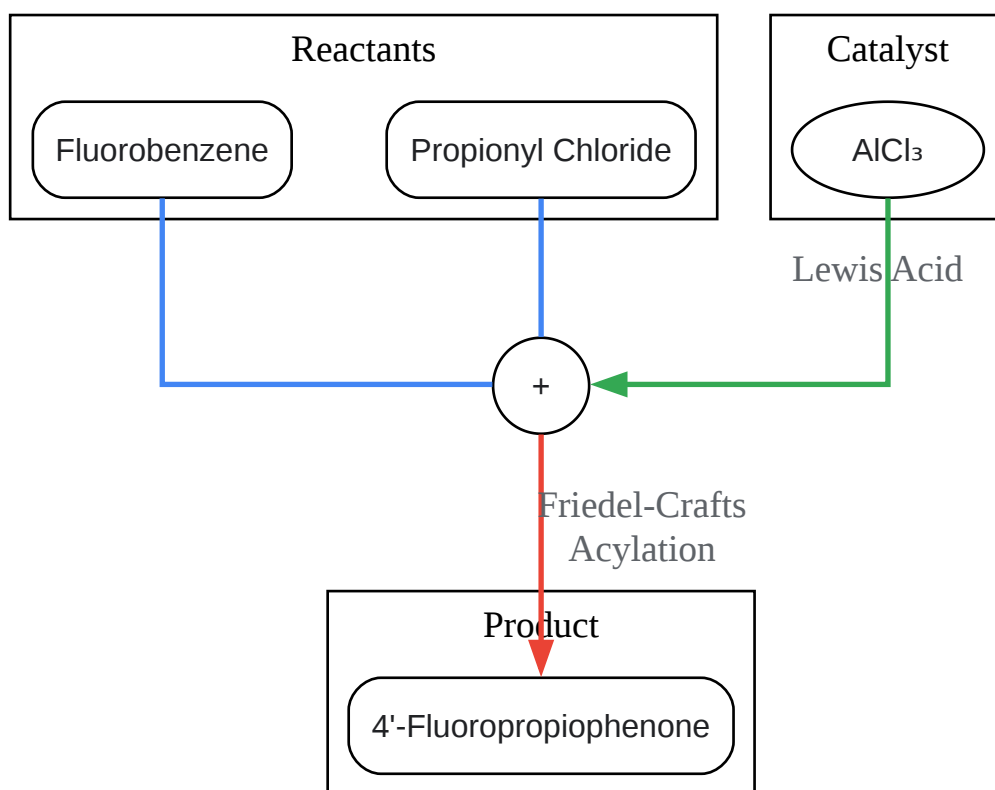 Reactants
Catalyst
Fluorobenzene
Propionyl Chloride
AlCl₃
Lewis Acid
+
Friedel-Crafts
Acylation
Product
4'-Fluoropropiophenone